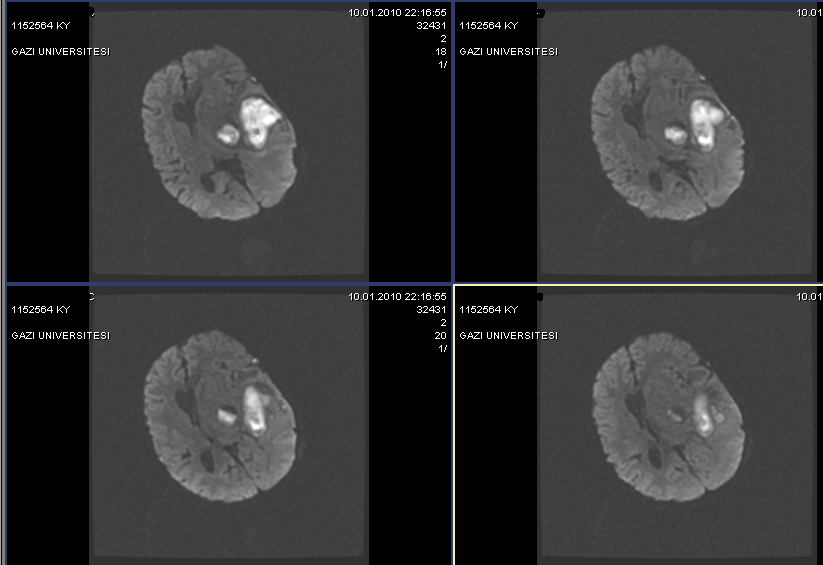 10.01.2010 22:16:55
1152564 KY
32431
2
GAZI UNIVERSITESI
18
1/
10.01
1152564 KY
GAZI UNIVERSITESI
10.01.2010 22:16:55
1152564 KY
32431
2
GAZI UNIVERSITESI
20
1/
10.01
1152564 KY
GAZI UNIVERSITESI